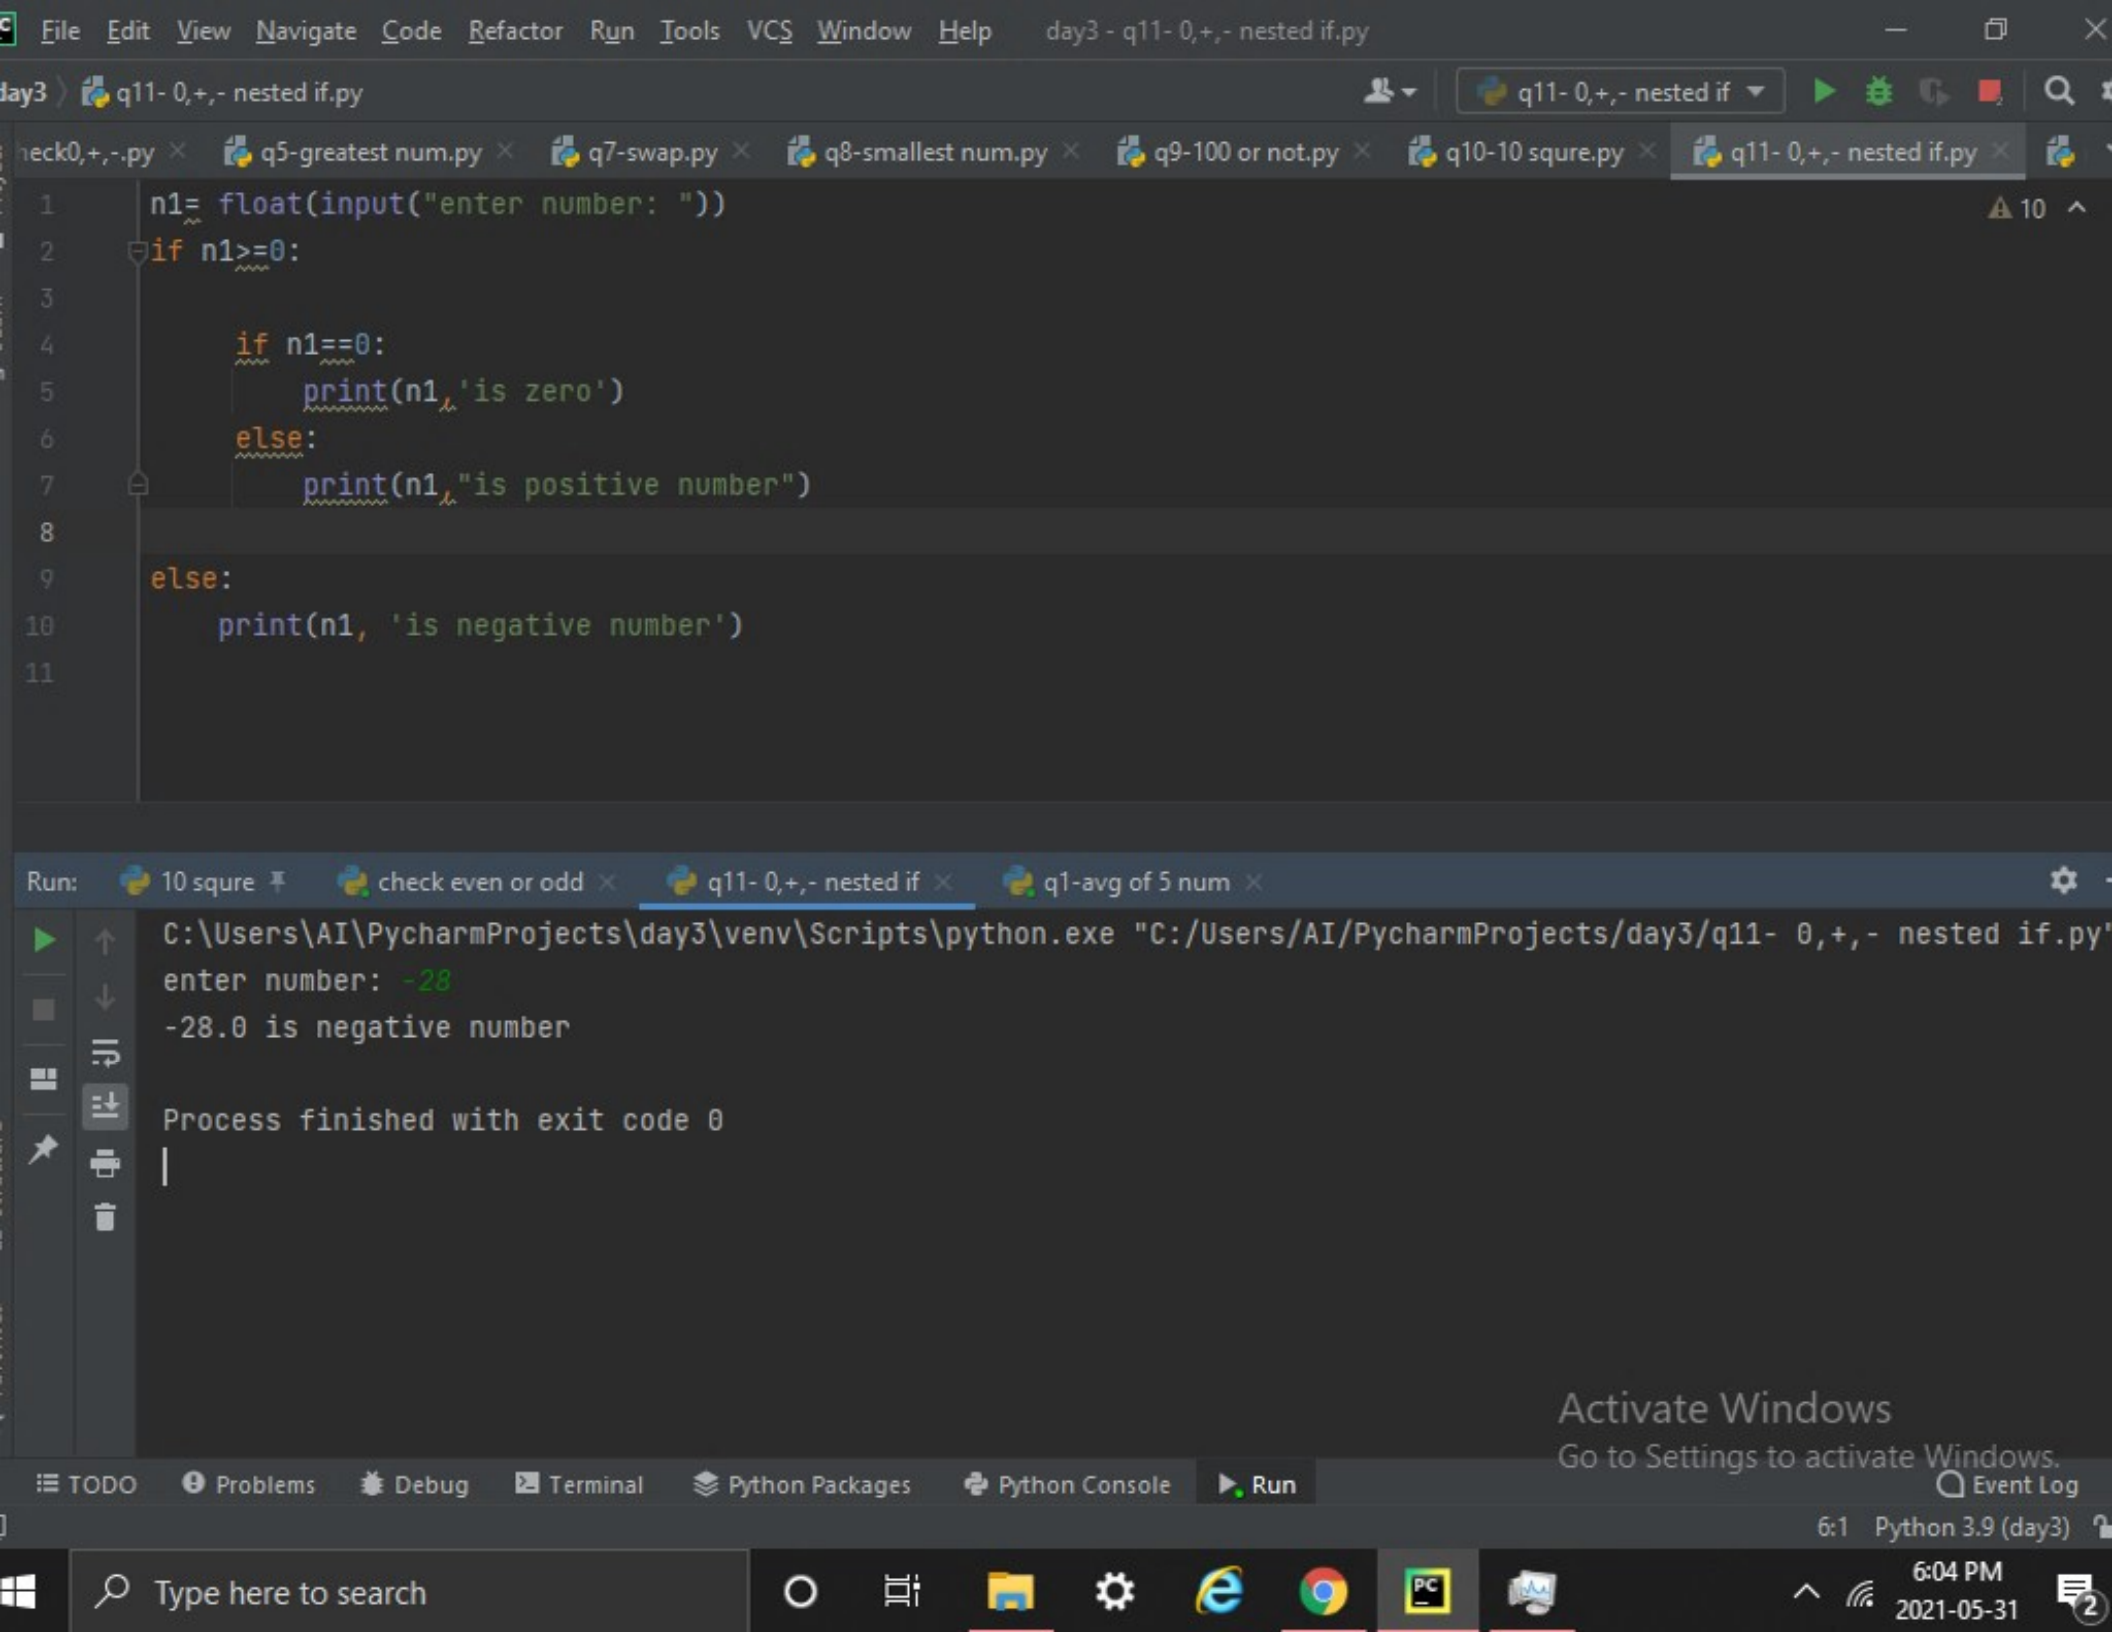 File Edit View Navigate Code Refactor Run Tools VCS Window Help day3 - q11- 0,+,- nested if.py
day3 q11- 0,+,- nested if.py q11- 0,+,- nested if
heck0,+,-.py q5-greatest num.py q7-swap.py q8-smallest num.py q9-100 or not.py q10-10 squre.py q11- 0,+,- nested if.py
1 n1= float(input("enter number: ")) 10
2 if n1>=0:
3
4 if n1==0:
5 print(n1,'is zero')
6 else:
7 print(n1,"is positive number")
8
9 else:
10 print(n1, 'is negative number')
11
Run: 10 squre check even or odd q11- 0,+,- nested if q1-avg of 5 num
C:\Users\AI\PycharmProjects\day3\venv\Scripts\python.exe "C:/Users/AI/PycharmProjects/day3/q11- 0,+,- nested if.py"
enter number: -28
-28.0 is negative number
Process finished with exit code 0
Activate Windows
Go to Settings to activate Windows.
TODO Problems Debug Terminal Python Packages Python Console Run Event Log
6:1 Python 3.9 (day3)
Type here to search PC 6:04 PM
2021-05-31 2